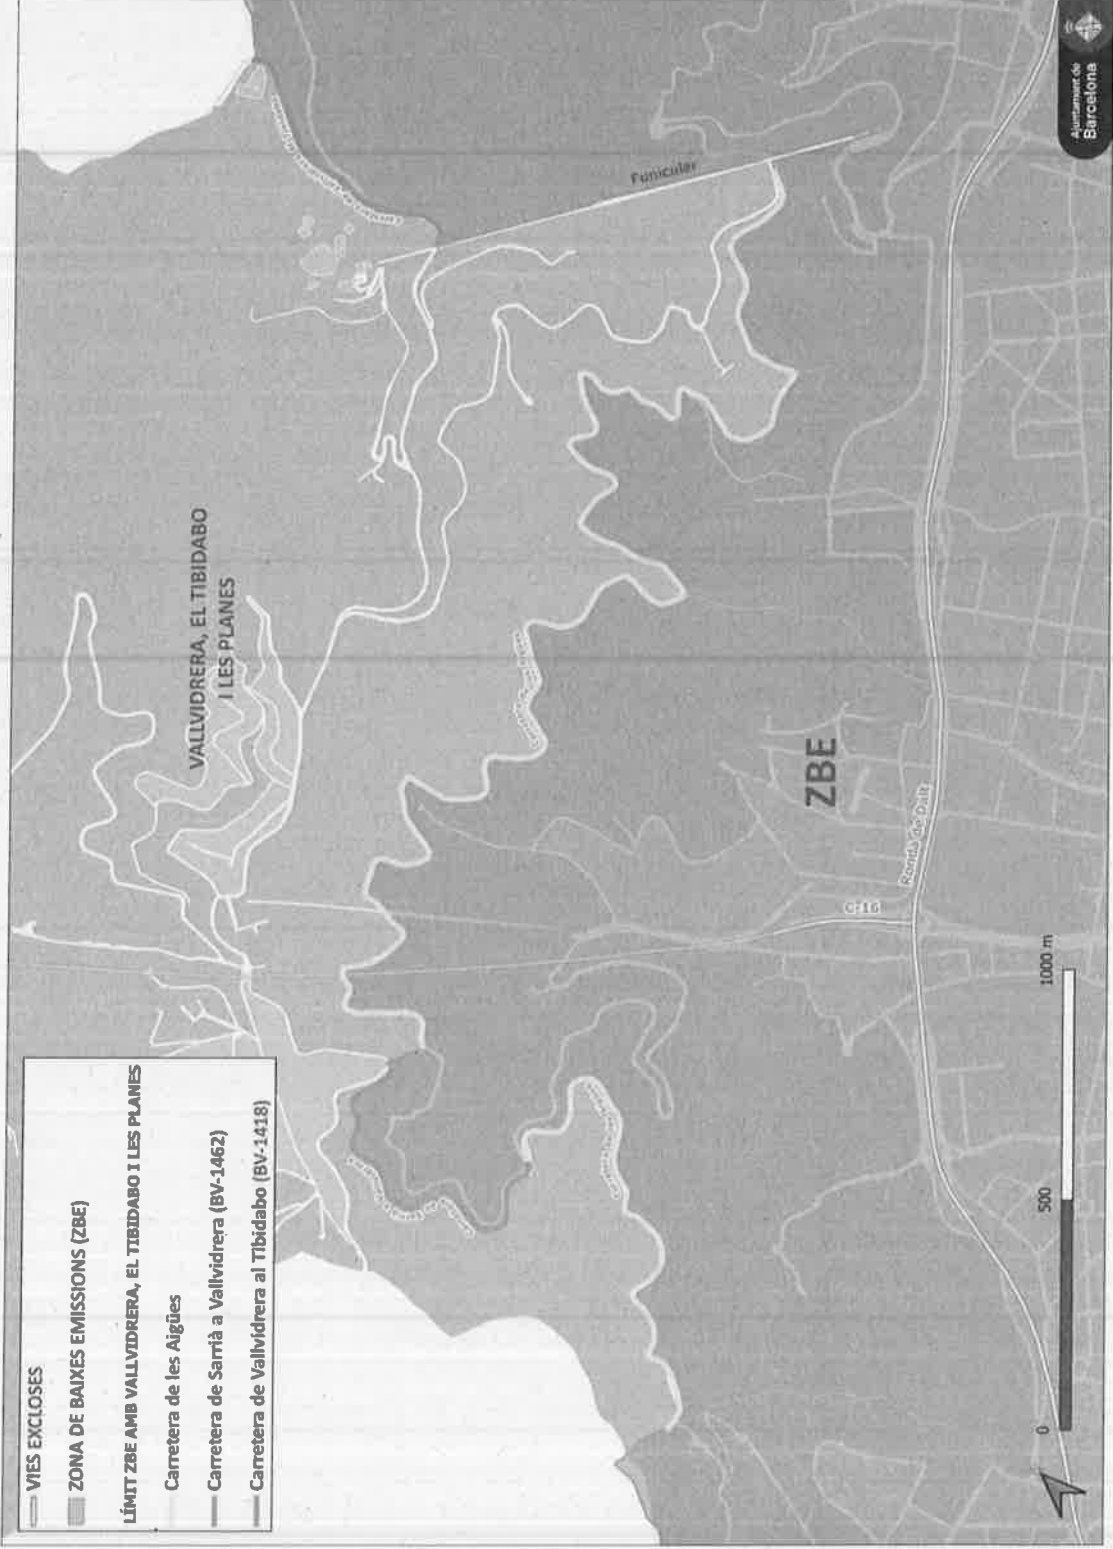 VIES EXCLOSES
ZONA DE BAIXES EMISSIONS (ZBE)
LÍMIT ZBE AMB VALLVIDRERA, EL TIBIDABO I LES PLANES
Carretera de les Aigües
Carretera de Sarrià a Vallvidrera (BV-1462)
Carretera de Vallvidrera al Tibidabo (BV-1418)
VALLVIDRERA, EL TIBIDABO
I LES PLANES
Funicular
ZBE
Ronda de Dalt
C-16
0
500
1000 m
Ajuntament de
Barcelona